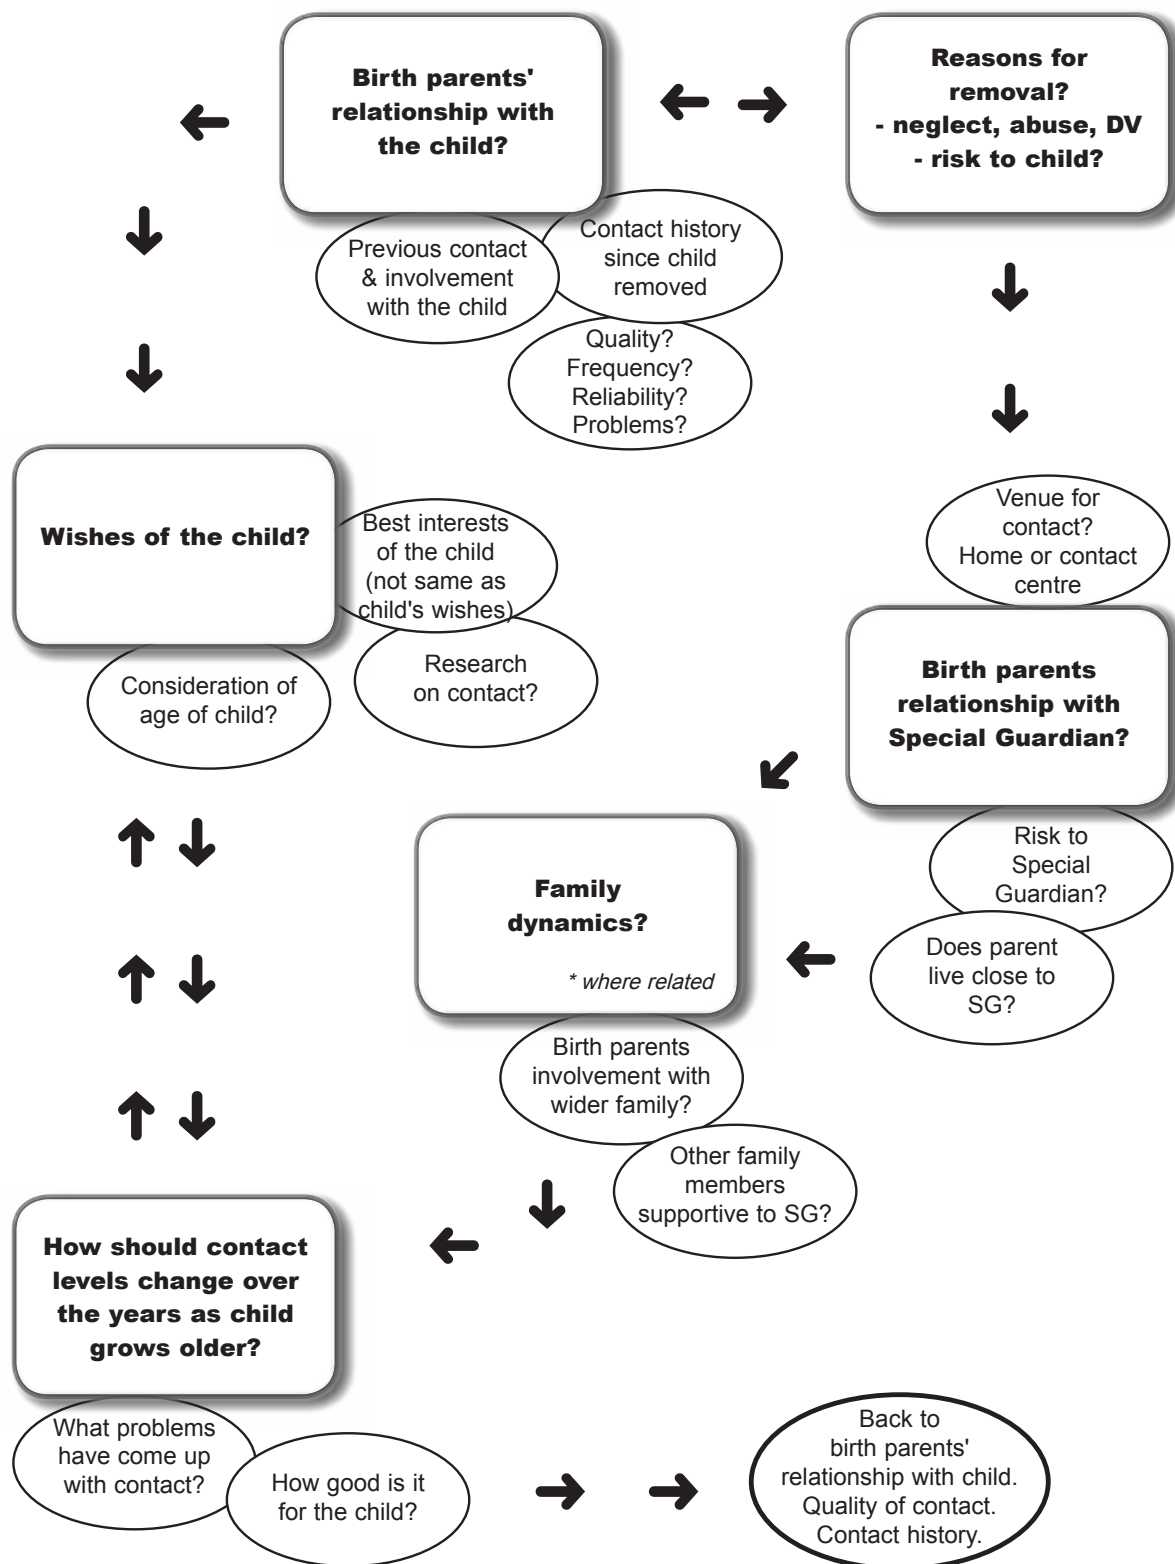 Birth parents'
relationship with
the child?
Reasons for
removal?
- neglect, abuse, DV
- risk to child?
Previous contact
& involvement
with the child
Contact history
since child
removed
Quality?
Frequency?
Reliability?
Problems?
Wishes of the child?
Best interests
of the child
(not same as
child's wishes)
Research
on contact?
Consideration of
age of child?
Venue for
contact?
Home or contact
centre
Birth parents
relationship with
Special Guardian?
Risk to
Special
Guardian?
Does parent
live close to
SG?
Family
dynamics?
* where related
Birth parents
involvement with
wider family?
Other family
members
supportive to SG?
How should contact
levels change over
the years as child
grows older?
What problems
have come up
with contact?
How good is it
for the child?
Back to
birth parents'
relationship with child.
Quality of contact.
Contact history.